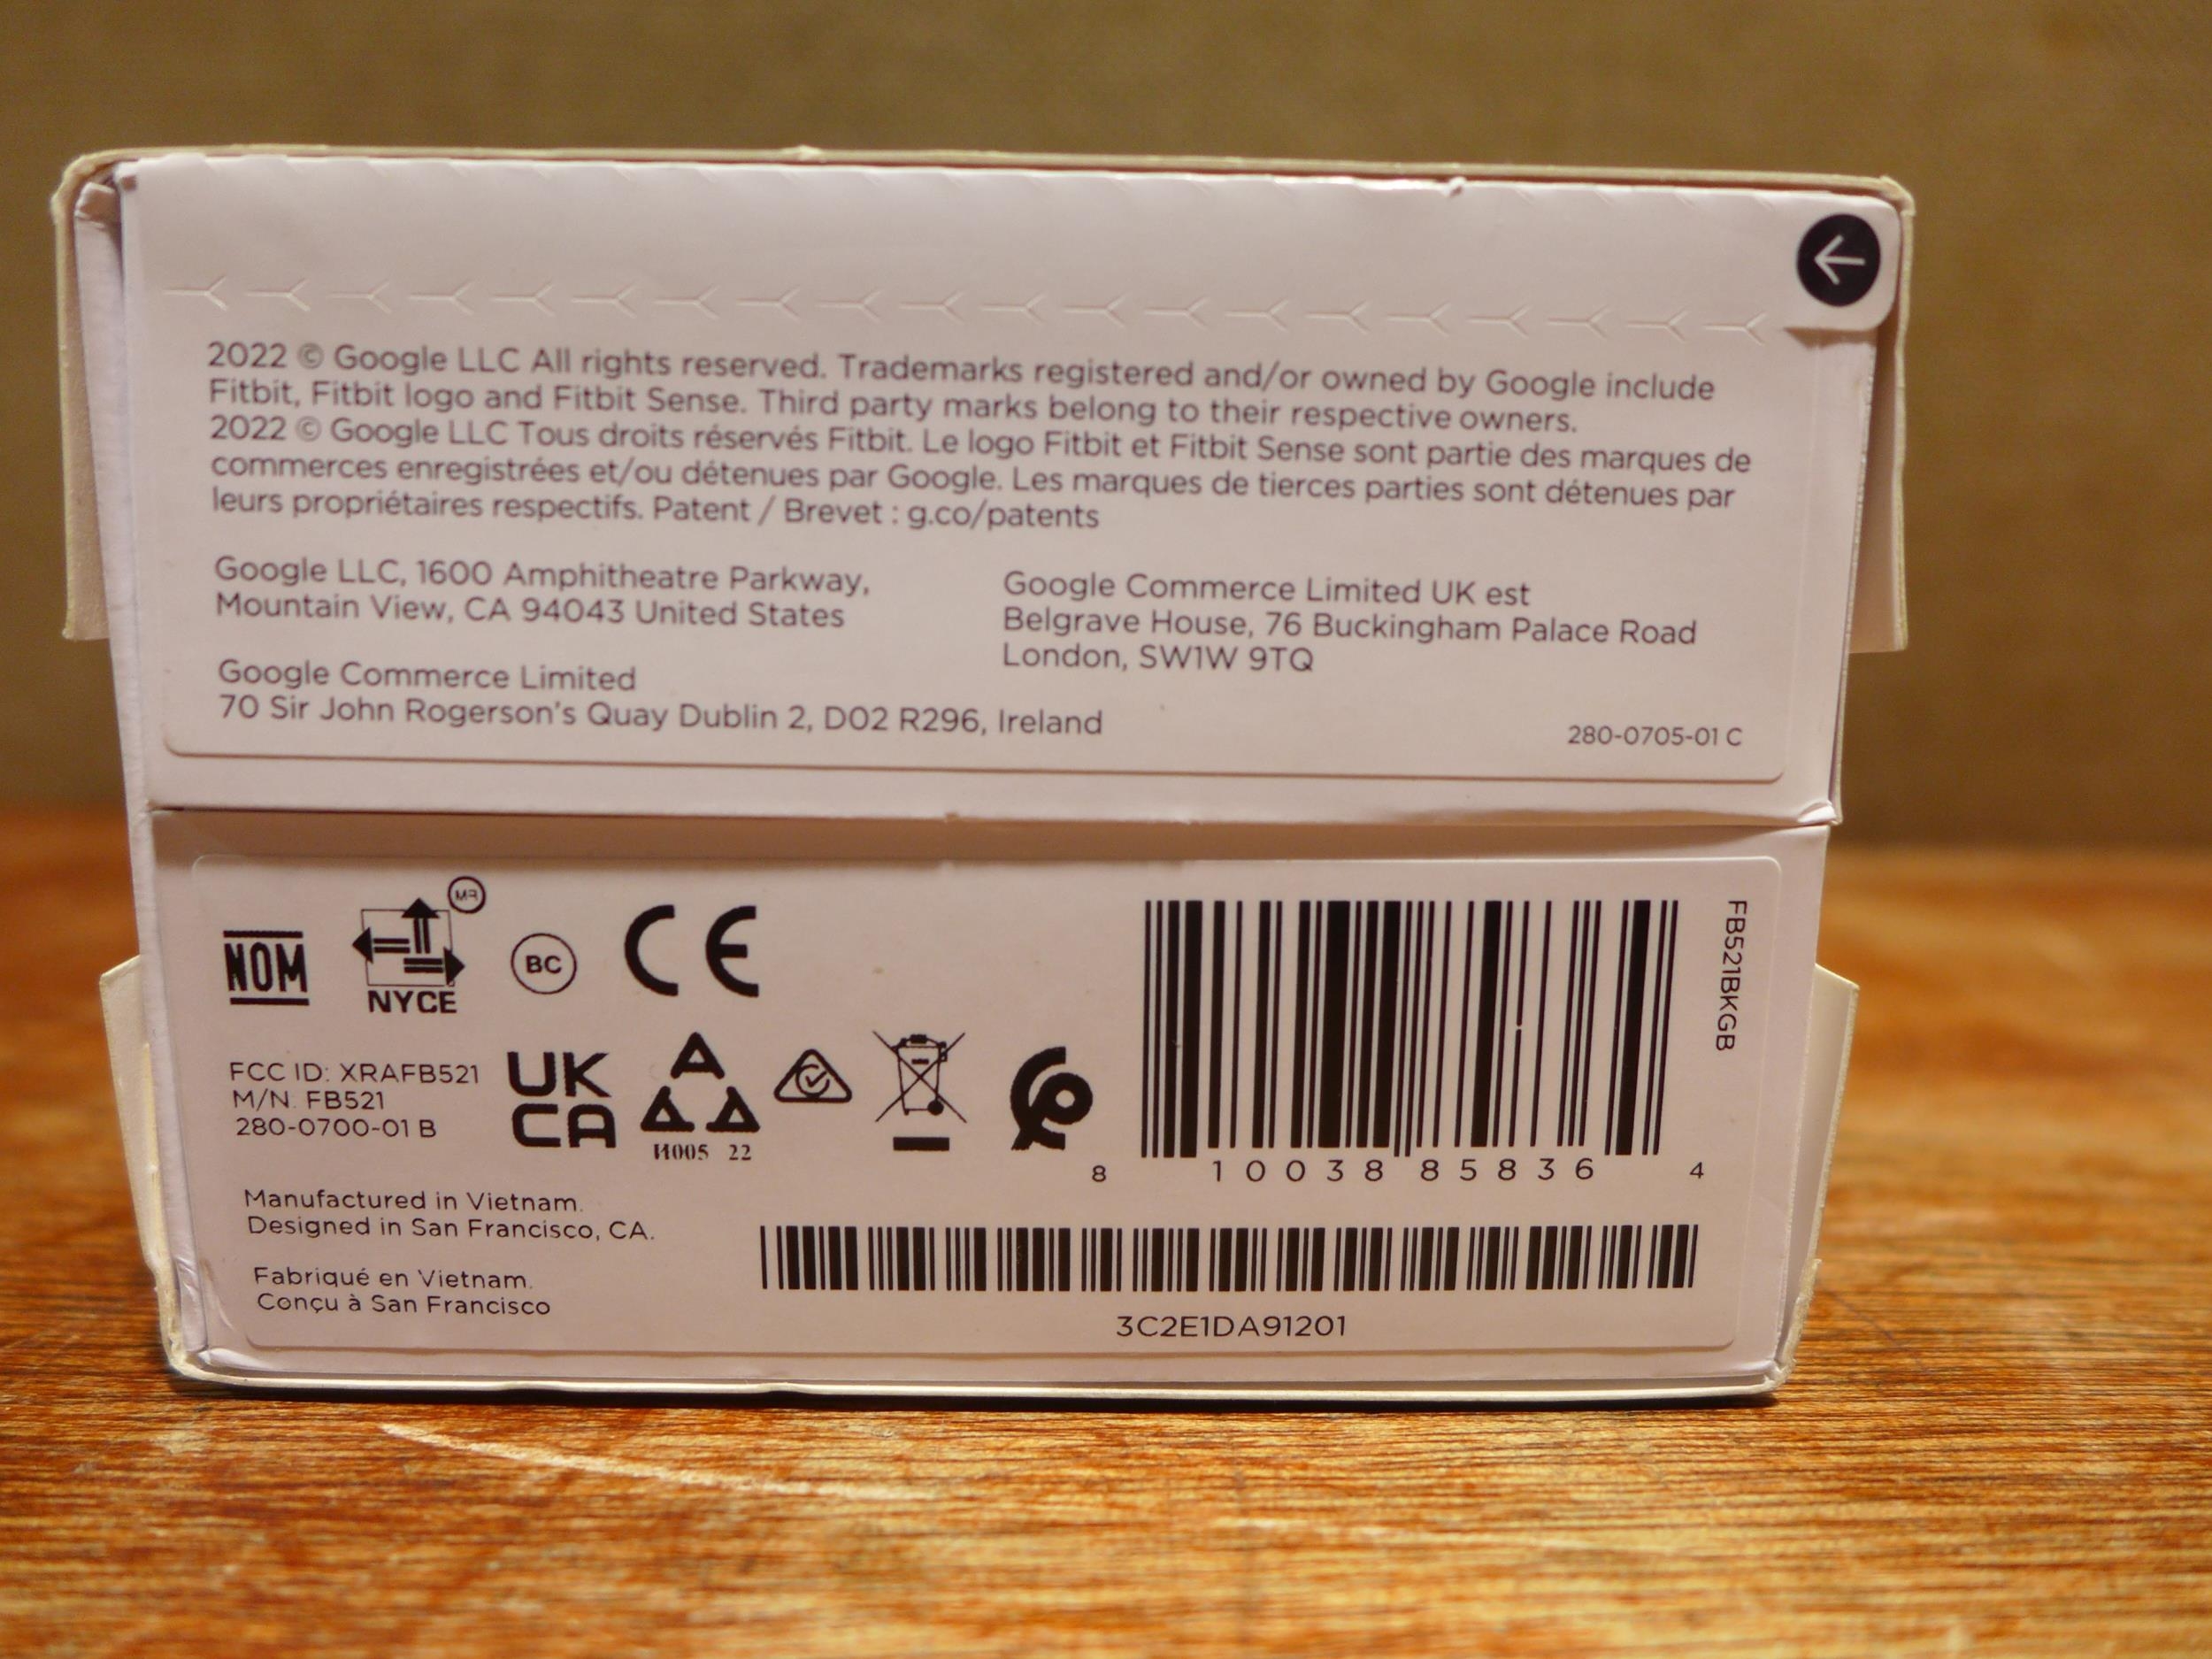 2022 © Google LLC All rights reserved. Trademarks registered and/or owned by Google include
Fitbit, Fitbit logo and Fitbit Sense. Third party marks belong to their respective owners.
2022 © Google LLC Tous droits réservés Fitbit. Le logo Fitbit et Fitbit Sense sont partie des marques de
commerces enregistrées et/ou détenues par Google. Les marques de tierces parties sont détenues par
leurs propriétaires respectifs. Patent / Brevet : g.co/patents
Google LLC, 1600 Amphitheatre Parkway,
Mountain View, CA 94043 United States
Google Commerce Limited
70 Sir John Rogerson's Quay Dublin 2, D02 R296, Ireland
Google Commerce Limited UK est
Belgrave House, 76 Buckingham Palace Road
London, SW1W 9TQ
280-0705-01 C
NOM
NYCE
BC
CE
FCC ID: XRAFB521
M/N. FB521
280-0700-01 B
UK
CA
И005 22
Manufactured in Vietnam.
Designed in San Francisco, CA.
Fabriqué en Vietnam.
Conçu à San Francisco
8 10038 85836 4
FB521BKGB
3C2E1DA91201